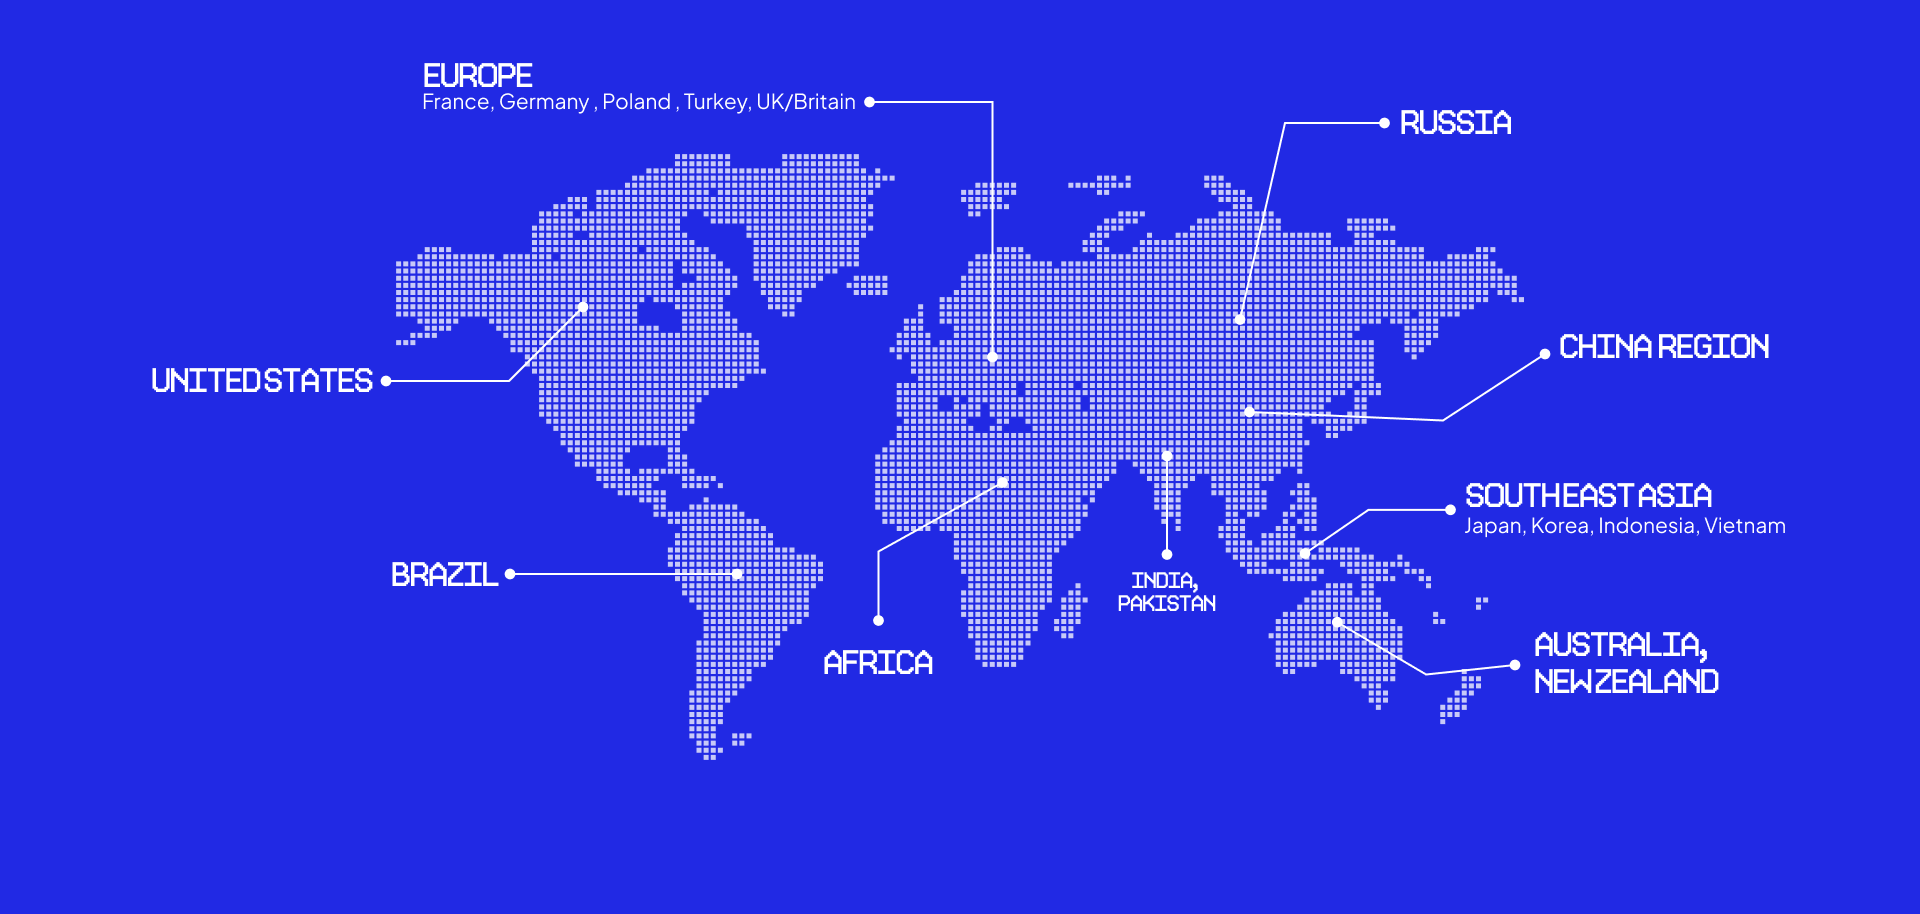 EUROPE
France, Germany , Poland , Turkey, UK/Britain
RUSSIA
CHINA REGION
UNITED STATES
SOUTHEAST ASIA
Japan, Korea, Indonesia, Vietnam
BRAZIL
INDIA,
PAKISTAN
AFRICA
AUSTRALIA,
NEW ZEALAND